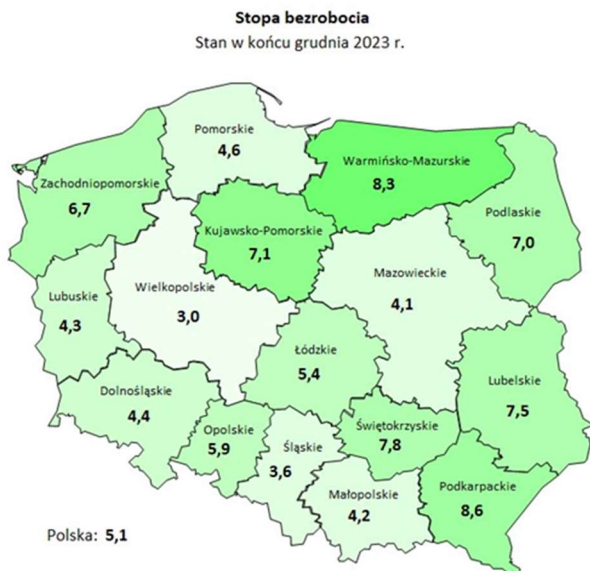 Stopa bezrobocia
Stan w końcu grudnia 2023 r.
Pomorskie
4,6
Warmińsko-Mazurskie
8,3
Zachodniopomorskie
6,7
Podlaskie
7,0
Kujawsko-Pomorskie
7,1
Mazowieckie
4,1
Wielkopolskie
3,0
Lubuskie
4,3
Łódzkie
5,4
Lubelskie
7,5
Dolnośląskie
4,4
Opolskie
5,9
Świętokrzyskie
7,8
Śląskie
3,6
Podkarpackie
8,6
Małopolskie
4,2
Polska: 5,1